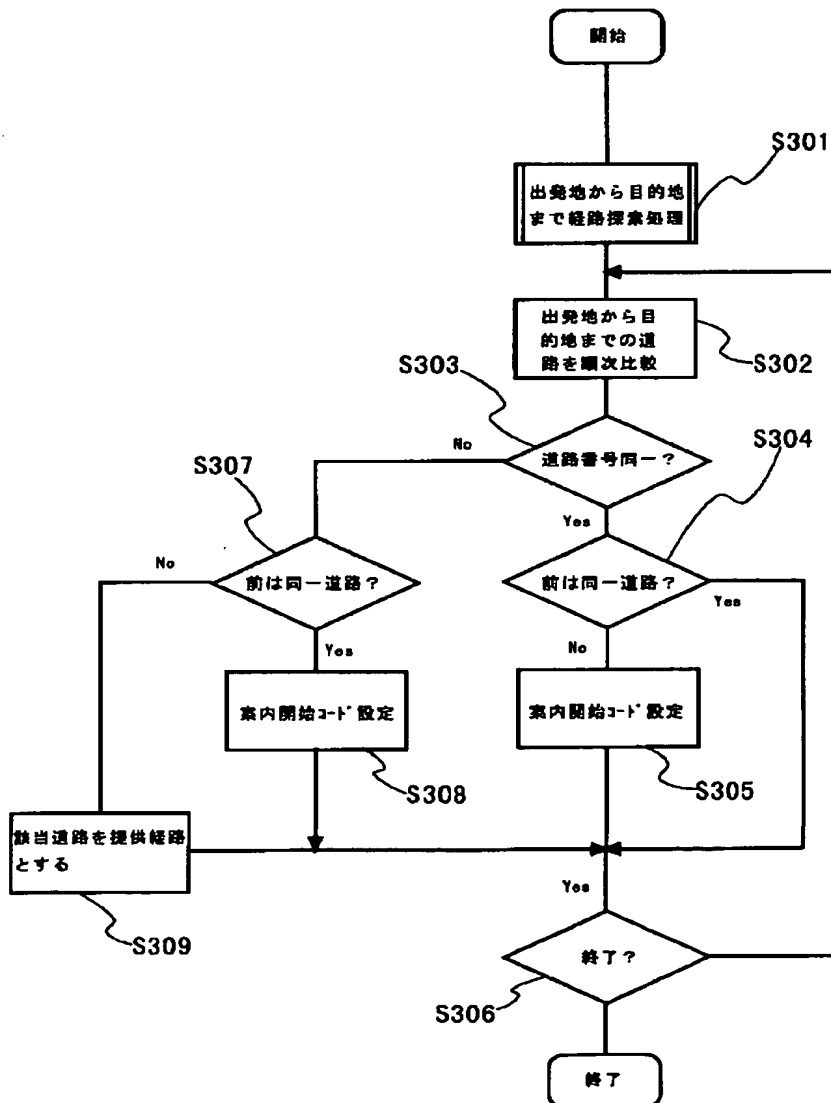 開始
S301
出発地から目的地
まで経路探索処理
出発地から目
的地までの道
路を順次比較
S302
S303
No
道路番号同一?
S304
Yes
S307
No
前は同一道路?
前は同一道路?
Yes
Yes
No
案内開始コード設定
案内開始コード設定
S308
S305
該当道路を提供経路
とする
S309
Yes
終了?
S306
終了